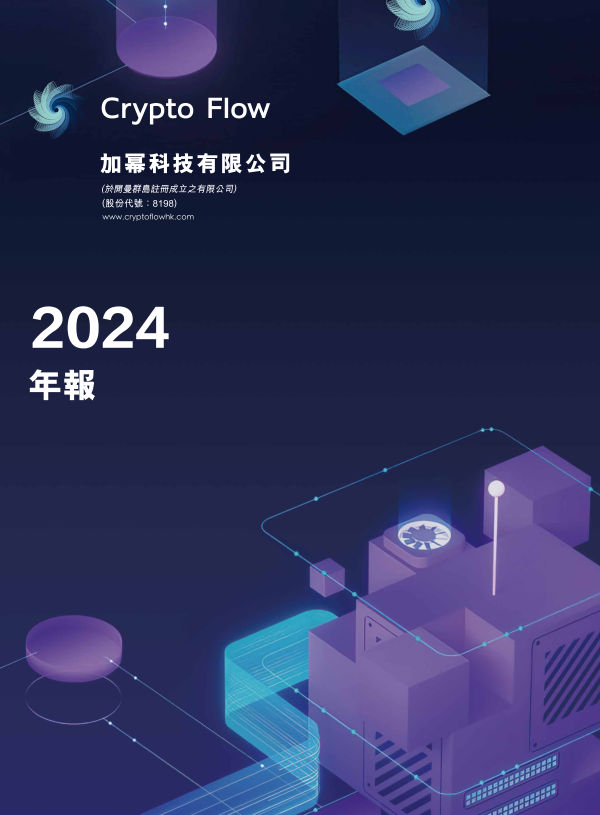 Crypto Flow
加冪科技有限公司
(於開曼群島註冊成立之有限公司)
(股份代號：8198)
www.cryptoflowhk.com
2024
年報